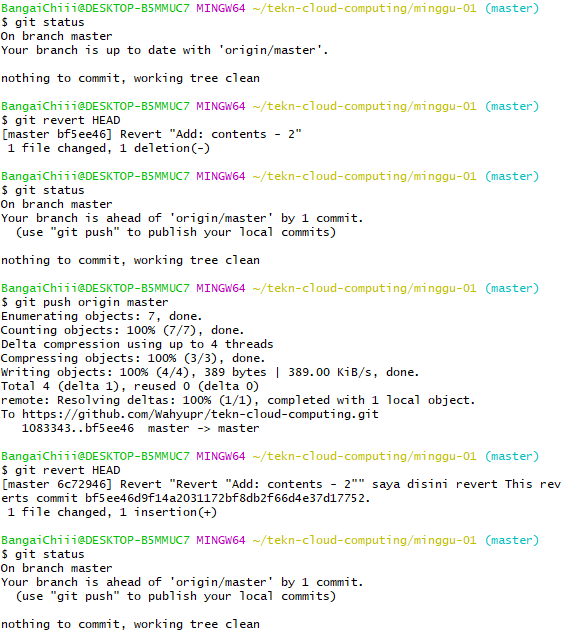 BangaiChiii@DESKTOP-B5MMUC7 MINGW64 ~/tekn-cloud-computing/minggu-01 (master)
$ git status
On branch master
Your branch is up to date with 'origin/master'.

nothing to commit, working tree clean

BangaiChiii@DESKTOP-B5MMUC7 MINGW64 ~/tekn-cloud-computing/minggu-01 (master)
$ git revert HEAD
[master bf5ee46] Revert "Add: contents - 2"
 1 file changed, 1 deletion(-)

BangaiChiii@DESKTOP-B5MMUC7 MINGW64 ~/tekn-cloud-computing/minggu-01 (master)
$ git status
On branch master
Your branch is ahead of 'origin/master' by 1 commit.
  (use "git push" to publish your local commits)

nothing to commit, working tree clean

BangaiChiii@DESKTOP-B5MMUC7 MINGW64 ~/tekn-cloud-computing/minggu-01 (master)
$ git push origin master
Enumerating objects: 7, done.
Counting objects: 100% (7/7), done.
Delta compression using up to 4 threads
Compressing objects: 100% (3/3), done.
Writing objects: 100% (4/4), 389 bytes | 389.00 KiB/s, done.
Total 4 (delta 1), reused 0 (delta 0)
remote: Resolving deltas: 100% (1/1), completed with 1 local object.
To https://github.com/Wahyupr/tekn-cloud-computing.git
   1083343..bf5ee46  master -> master

BangaiChiii@DESKTOP-B5MMUC7 MINGW64 ~/tekn-cloud-computing/minggu-01 (master)
$ git revert HEAD
[master 6c72946] Revert "Revert "Add: contents - 2"" saya disini revert This rev
erts commit bf5ee46d9f14a2031172bf8db2f66d4e37d17752.
 1 file changed, 1 insertion(+)

BangaiChiii@DESKTOP-B5MMUC7 MINGW64 ~/tekn-cloud-computing/minggu-01 (master)
$ git status
On branch master
Your branch is ahead of 'origin/master' by 1 commit.
  (use "git push" to publish your local commits)

nothing to commit, working tree clean